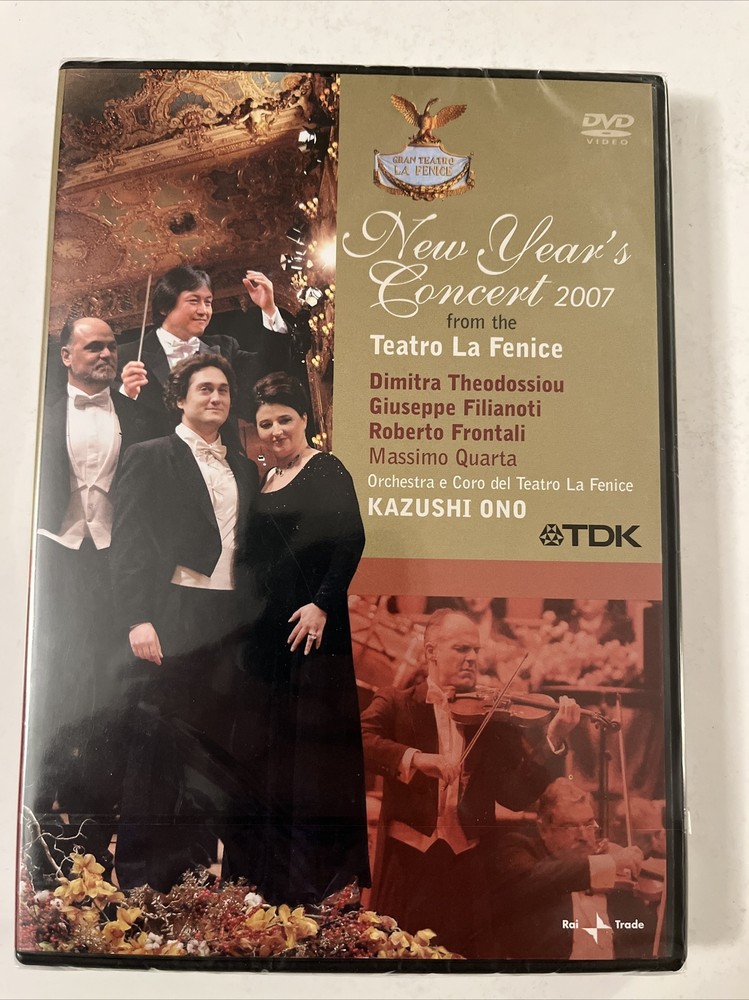 GRAN TEATRO
LA FENICE
DVD
VIDEO
New Year's
Concert 2007
from the
Teatro La Fenice
Dimitra Theodossiou
Giuseppe Filianoti
Roberto Frontali
Massimo Quarta
Orchestra e Coro del Teatro La Fenice
KAZUSHI ONO
TDK
Rai Trade